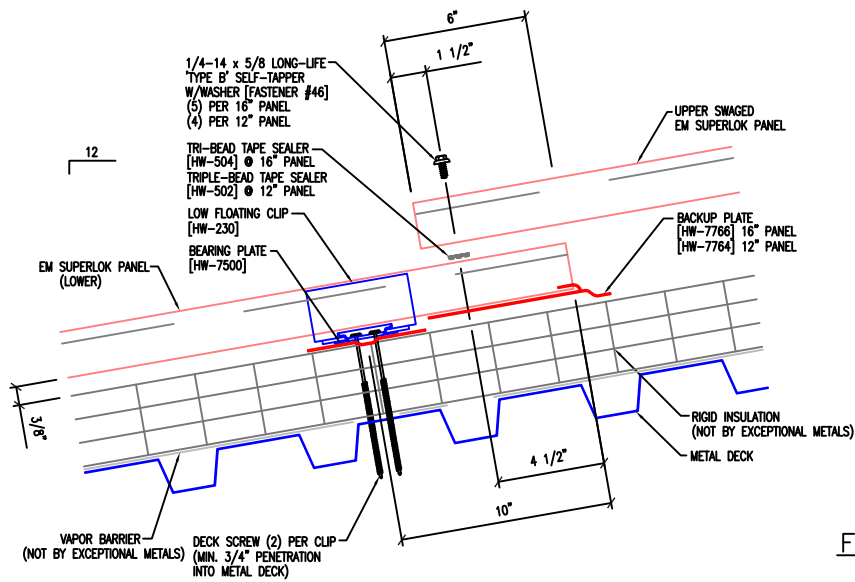 6"
1 1/2"
1/4-14 x 5/8 LONG-LIFE
'TYPE B' SELF-TAPPER
W/WASHER [FASTENER #46]
(5) PER 16" PANEL
(4) PER 12" PANEL
UPPER SWAGED
EM SUPERLOK PANEL
12
TRI-BEAD TAPE SEALER
[HW-504] @ 16" PANEL
TRIPLE-BEAD TAPE SEALER
[HW-502] @ 12" PANEL
LOW FLOATING CLIP
[HW-230]
BACKUP PLATE
[HW-7766] 16" PANEL
[HW-7764] 12" PANEL
BEARING PLATE
[HW-7500]
EM SUPERLOK PANEL
(LOWER)
3/8"
RIGID INSULATION
(NOT BY EXCEPTIONAL METALS)
METAL DECK
4 1/2"
10"
VAPOR BARRIER
(NOT BY EXCEPTIONAL METALS)
DECK SCREW (2) PER CLIP
(MIN. 3/4" PENETRATION
INTO METAL DECK)
F